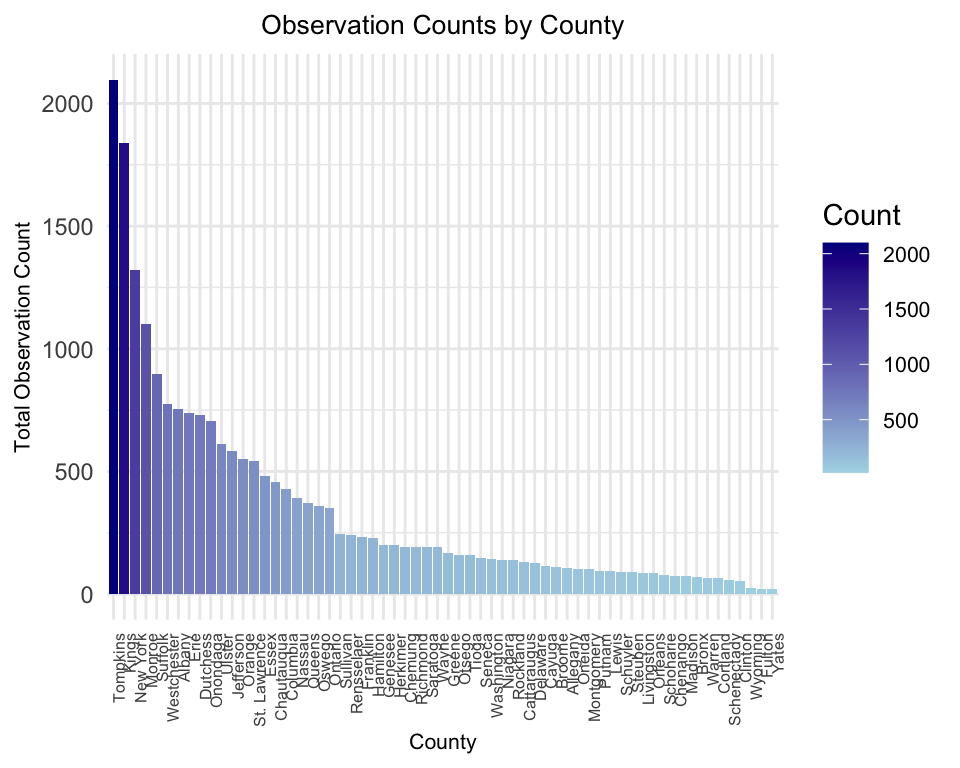 Observation Counts by County
Total Observation Count
2000
1500
1000
500
0
Tompkins
Kings
New York
Monroe
Suffolk
Westchester
Albany
Erie
Dutchess
Onondaga
Ulster
Jefferson
Orange
St. Lawrence
Essex
Chautauqua
Columbia
Nassau
Queens
Oswego
Ontario
Sullivan
Rensselaer
Franklin
Hamilton
Genesee
Herkimer
Chemung
Richmond
Saratoga
Wayne
Greene
Otsego
Tioga
Seneca
Washington
Niagara
Rockland
Cattaraugus
Delaware
Cayuga
Broome
Allegany
Oneida
Montgomery
Putnam
Lewis
Schuyler
Steuben
Livingston
Orleans
Schoharie
Chenango
Madison
Bronx
Warren
Cortland
Schenectady
Clinton
Wyoming
Fulton
Yates
County
Count
2000
1500
1000
500